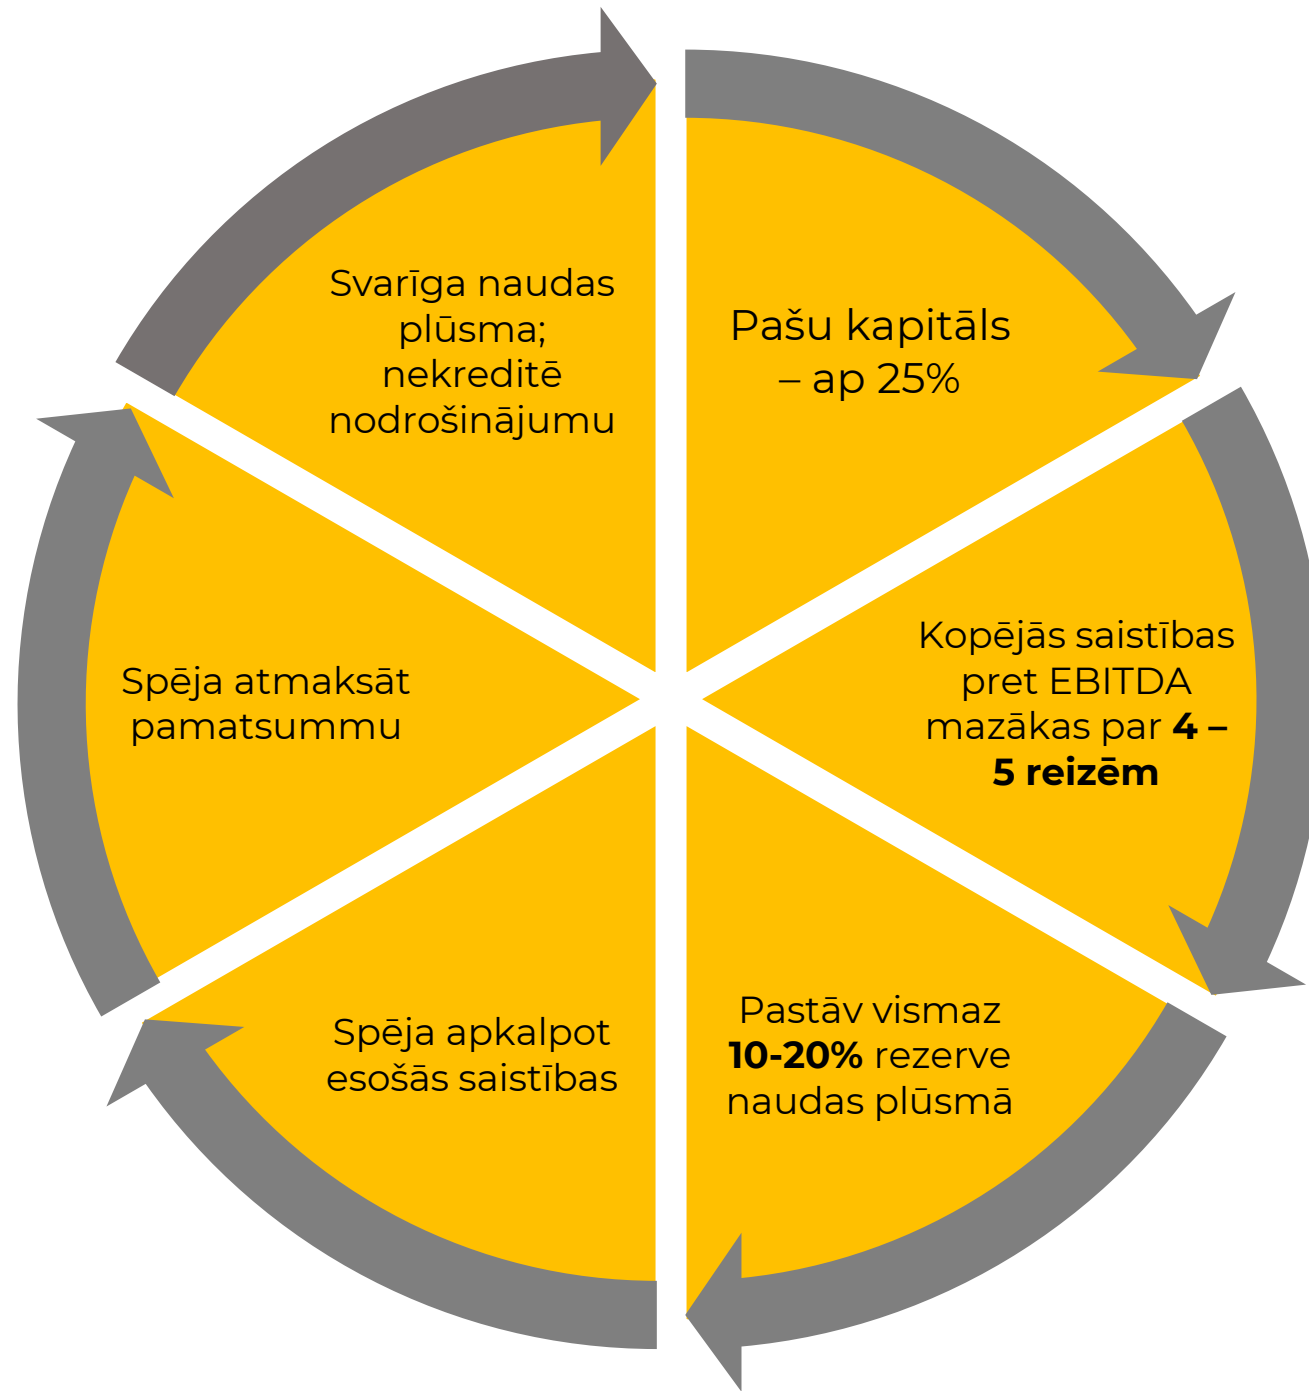 Svarīga naudas
plūsma;
nekreditē
nodrošinājumu
Pašu kapitāls
– ap 25%
Kopējās saistības
pret EBITDA
mazākas par 4 –
5 reizēm
Pastāv vismaz
10-20% rezerve
naudas plūsmā
Spēja apkalpot
esošās saistības
Spēja atmaksāt
pamatsummu